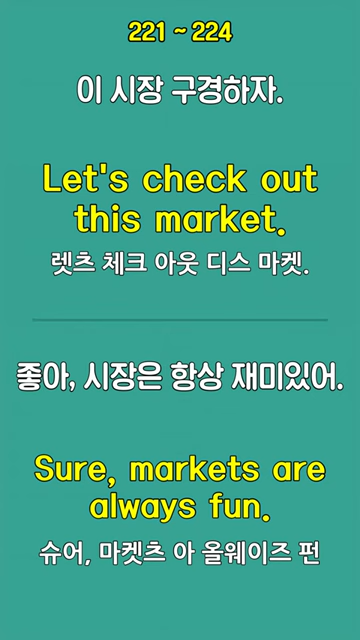 221 ~ 224
이 시장 구경하자.
Let's check out
this market.
렛츠 체크 아웃 디스 마켓.
좋아, 시장은 항상 재미있어.
Sure, markets are
always fun.
슈어, 마켓츠 아 올웨이즈 펀